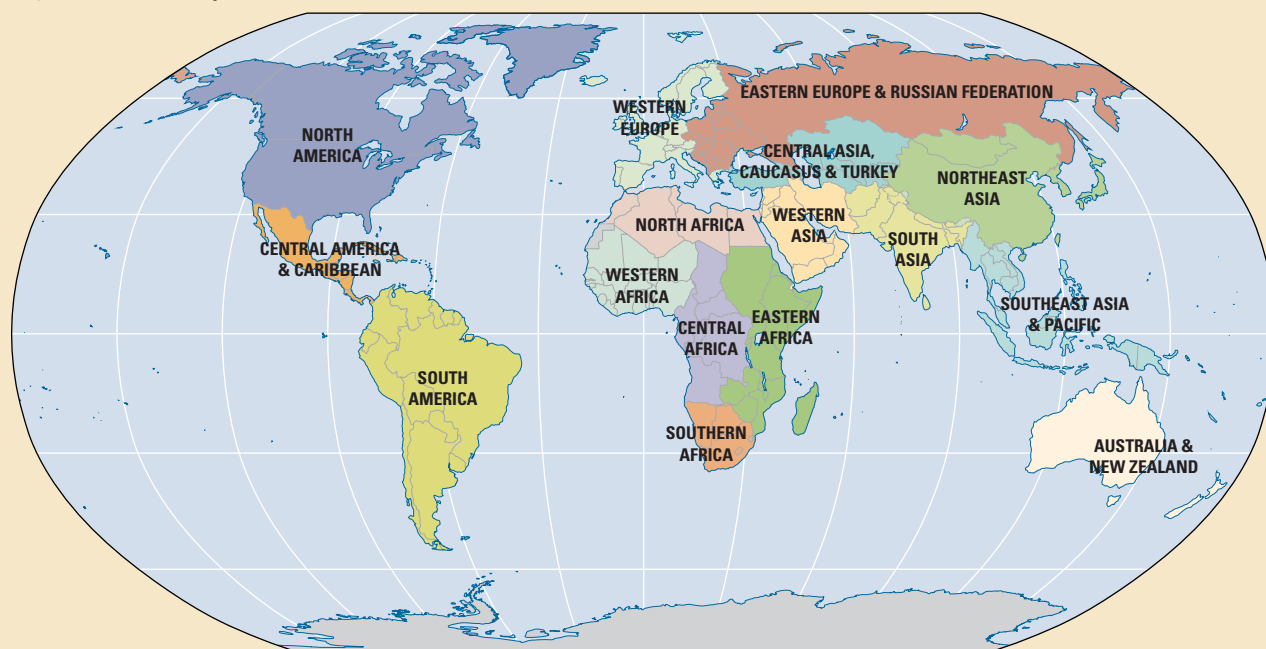 EASTERN EUROPE & RUSSIAN FEDERATION
WESTERN
EUROPE
NORTH
AMERICA
CENTRAL ASIA,
CAUCASUS & TURKEY
NORTHEAST
ASIA
NORTH AFRICA
WESTERN
ASIA
SOUTH
ASIA
CENTRAL AMERICA
& CARIBBEAN
WESTERN
AFRICA
SOUTHEAST ASIA
& PACIFIC
EASTERN
AFRICA
CENTRAL
AFRICA
SOUTH
AMERICA
SOUTHERN
AFRICA
AUSTRALIA &
NEW ZEALAND